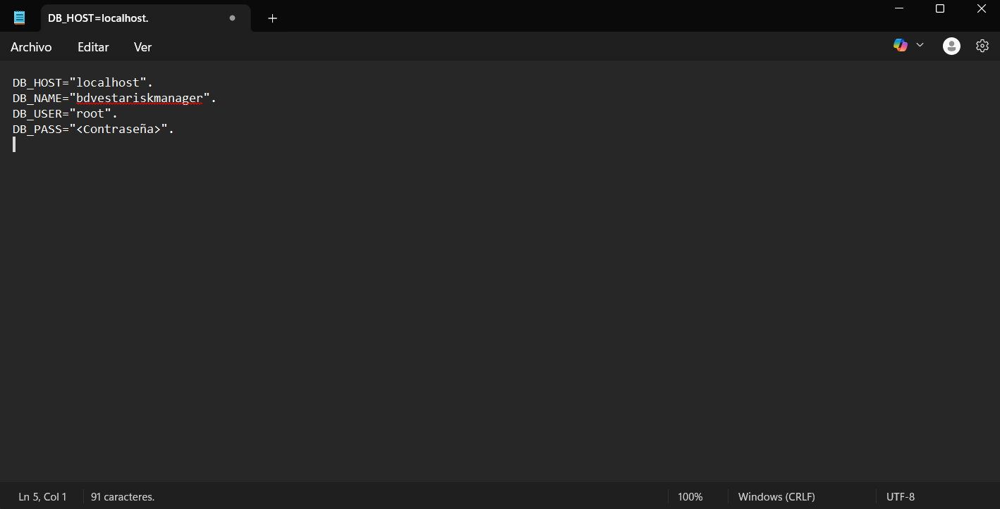 DB_HOST=localhost.
Archivo Editar Ver
DB_HOST="localhost".
DB_NAME="bdvestariskmanager".
DB_USER="root".
DB_PASS="<Contraseña>".
Ln 5, Col 1 91 caracteres. 100% Windows (CRLF) UTF-8